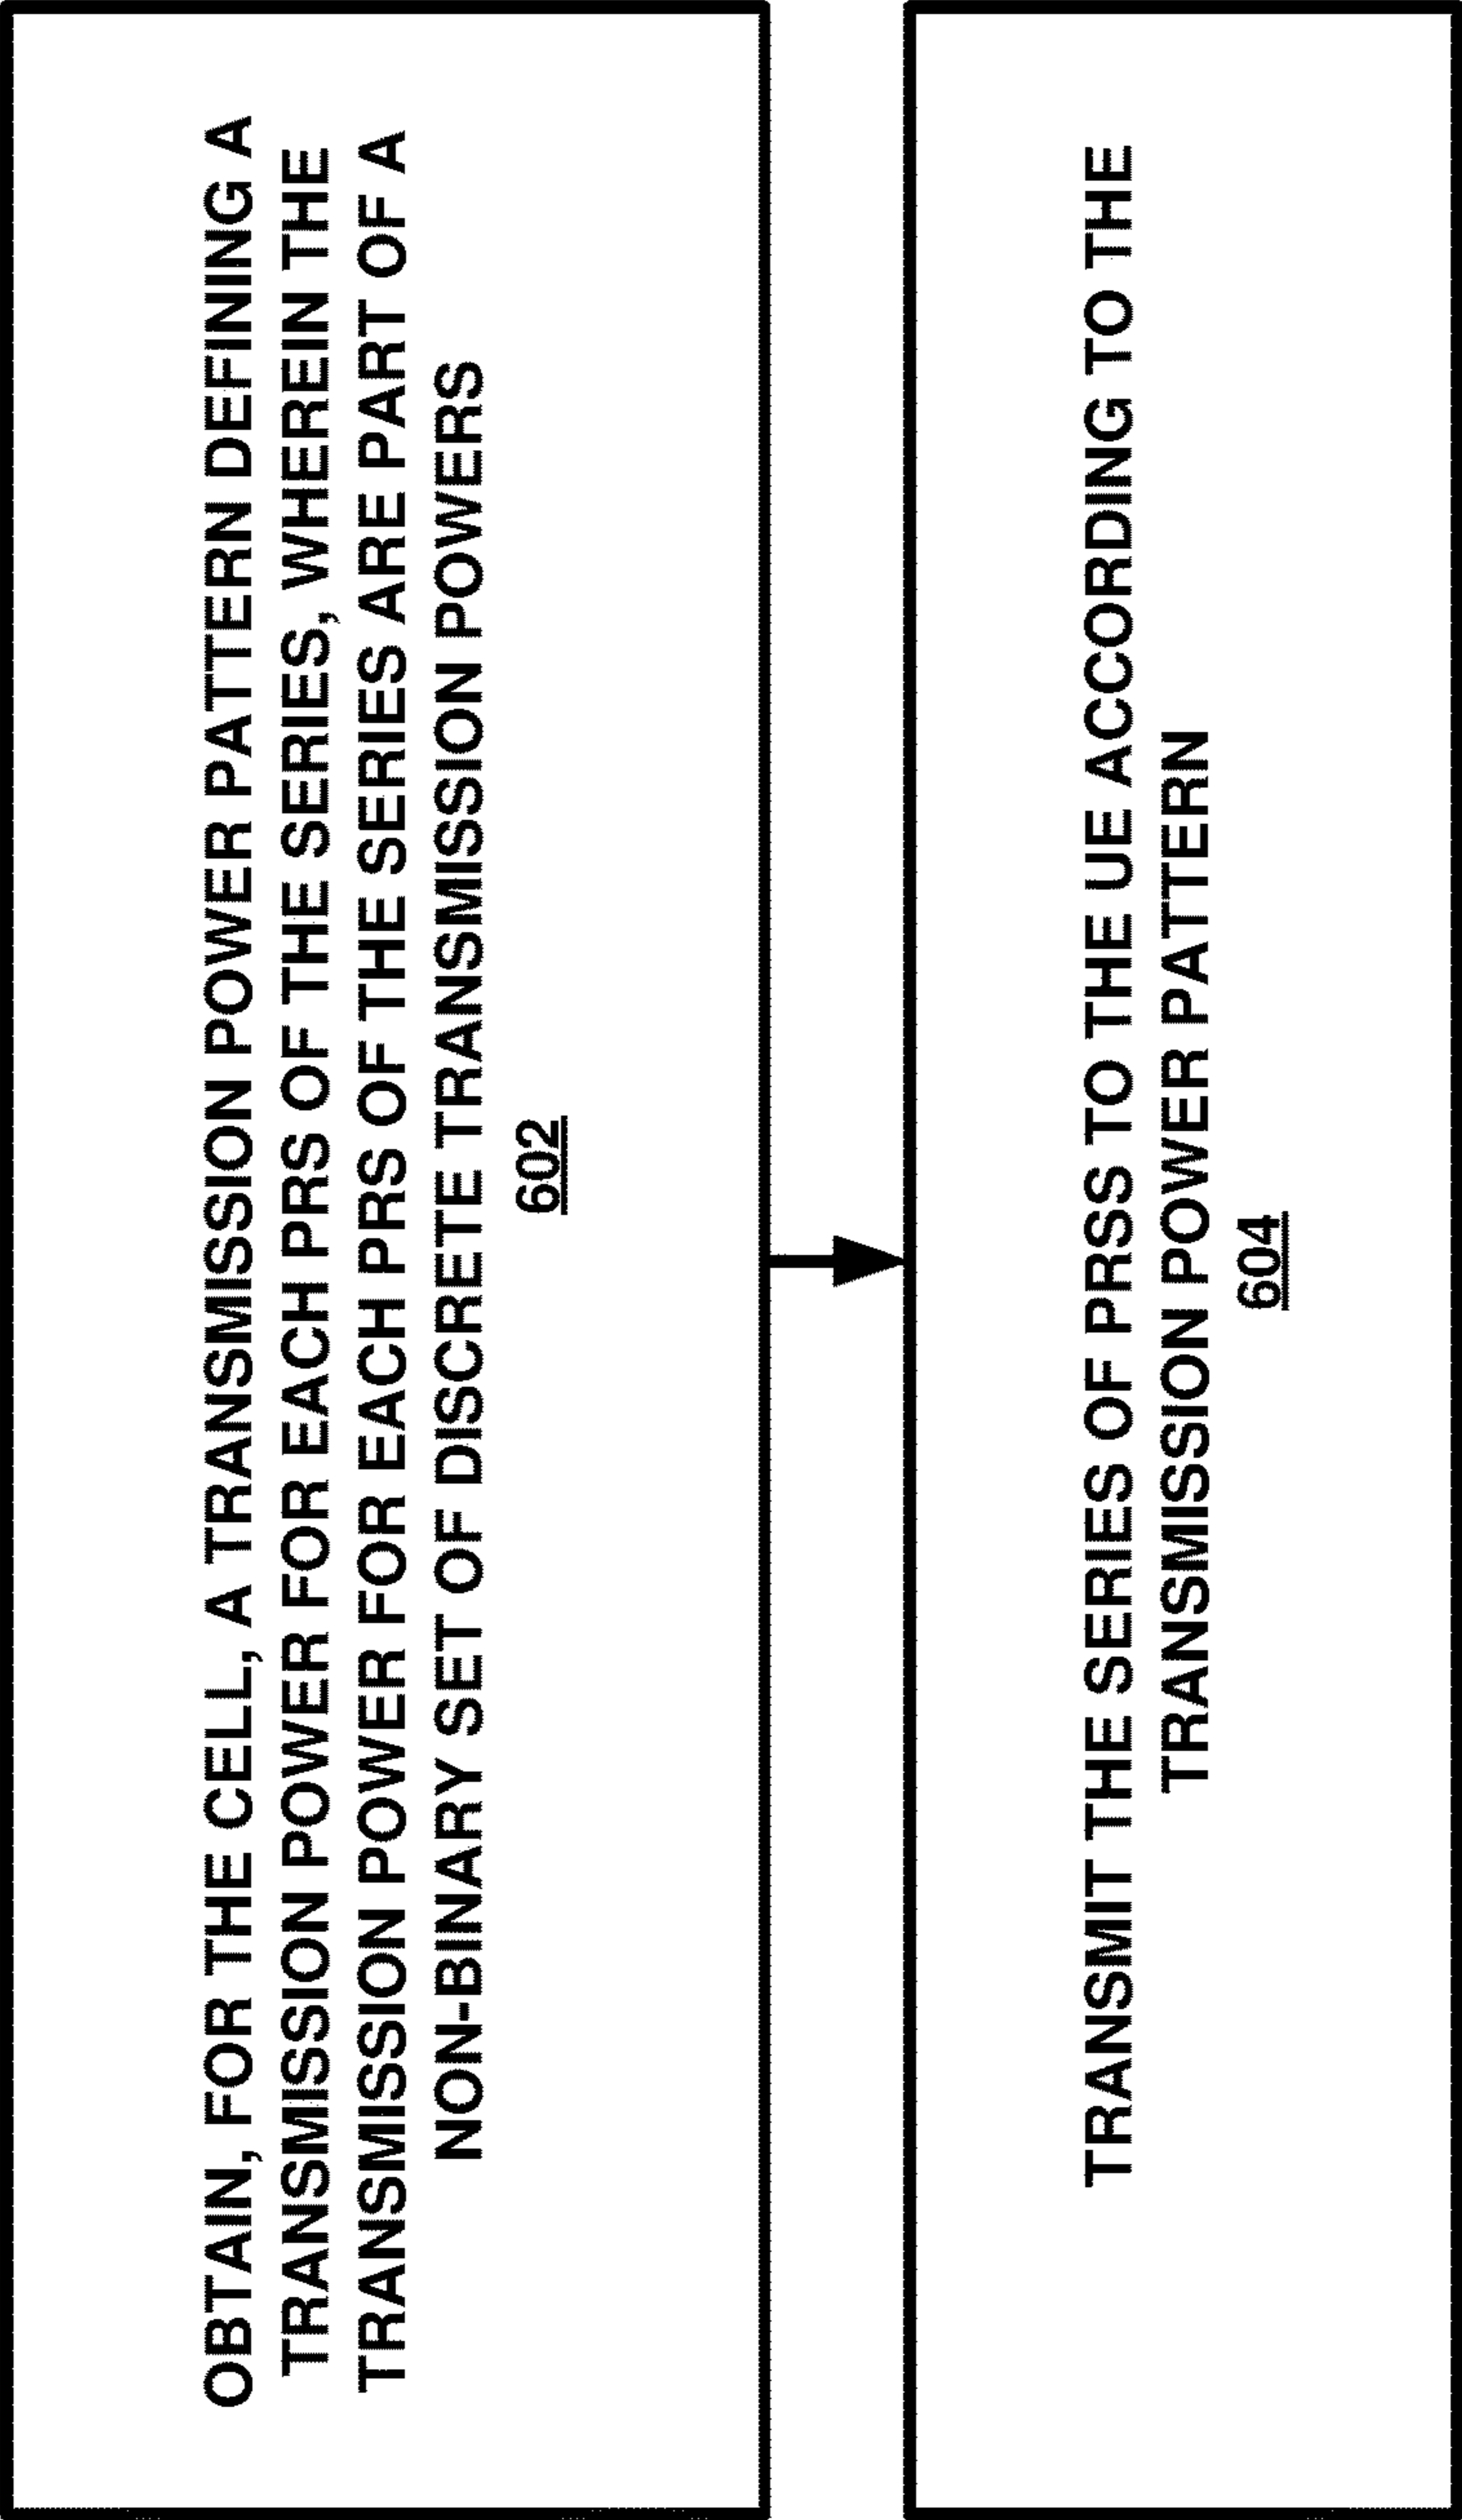 OBTAIN, FOR THE CELL, A TRANSMISSION POWER PATTERN DEFINING A
TRANSMISSION POWER FOR EACH PRS OF THE SERIES, WHEREIN THE
TRANSMISSION POWER FOR EACH PRS OF THE SERIES ARE PART OF A
NON-BINARY SET OF DISCRETE TRANSMISSION POWERS
602
TRANSMIT THE SERIES OF PRSS TO THE UE ACCORDING TO THE
TRANSMISSION POWER PATTERN
604